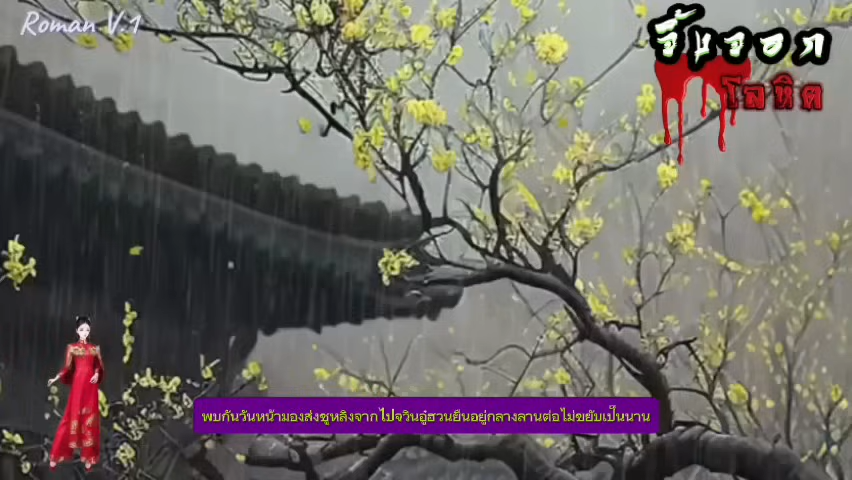 Roman V.1
จิ้นจอก
โลหิต
พบกันวันหน้ามองส่งชูหลิงจากไปจวินอู๋ฮวนยืนอยู่กลางลานต่อไม่ขยับเป็นนาน